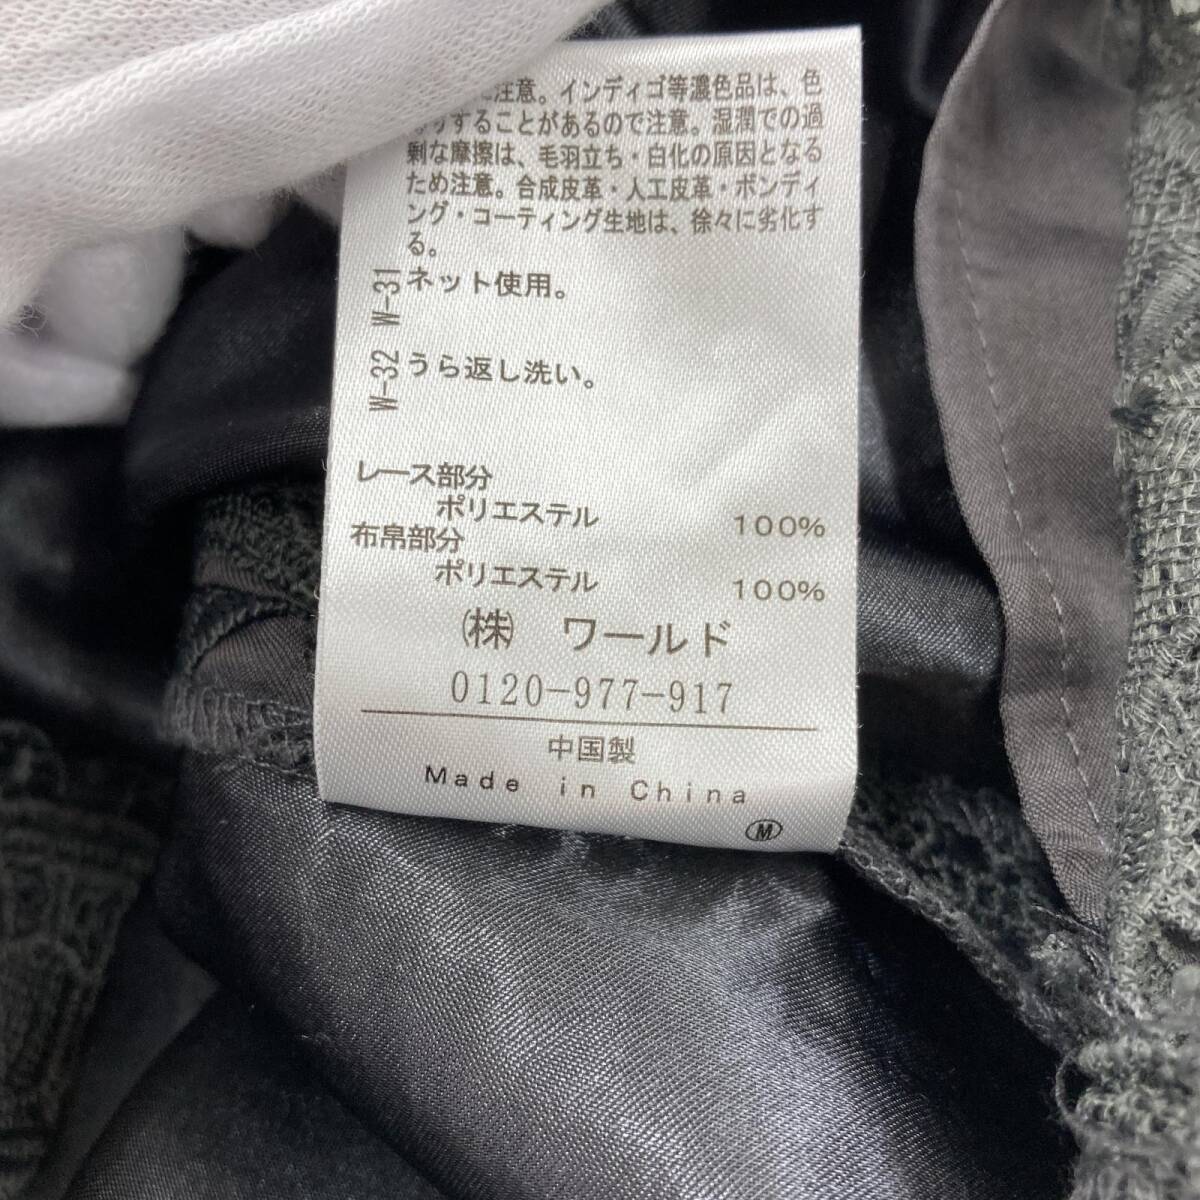 に注意。インディゴ等濃色品は、色
することがあるので注意。湿潤での過
剰な摩擦は、毛羽立ち・白化の原因となる
ため注意。合成皮革・人工皮革・ボンディ
ング・コーティング生地は、徐々に劣化す
る。
W-31 ネット使用。
W-32 うら返し洗い。
レース部分
ポリエステル 100%
布帛部分
ポリエステル 100%
㈱ ワールド
0120-977-917
中国製
Made in China
Ⓜ